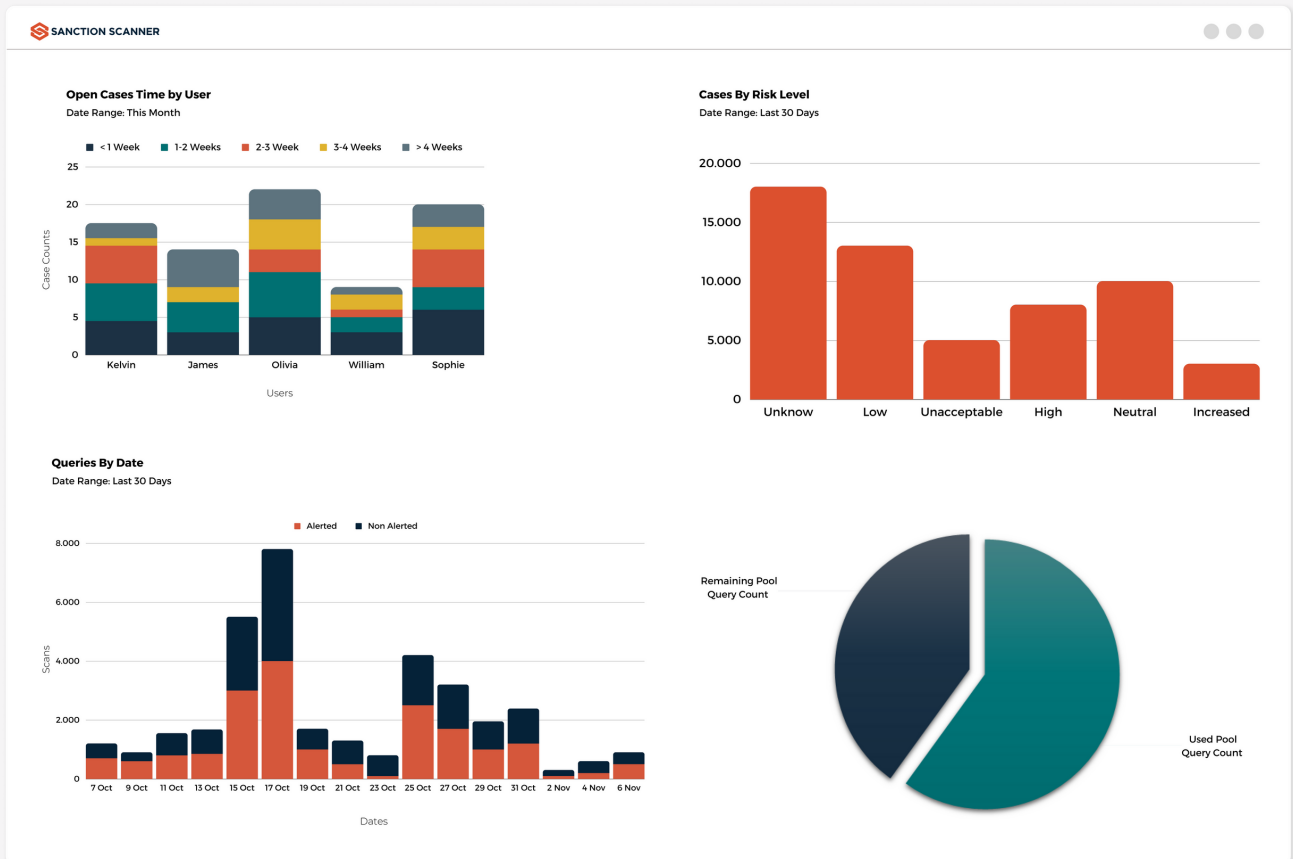 SANCTION SCANNER
Open Cases Time by User
Date Range: This Month
< 1 Week 1-2 Weeks 2-3 Week 3-4 Weeks > 4 Weeks
25
20
15
10
5
0
Case Counts
Kelvin James Olivia William Sophie
Users
Cases By Risk Level
Date Range: Last 30 Days
20.000
15.000
10.000
5.000
0
Unknow Low Unacceptable High Neutral Increased
Queries By Date
Date Range: Last 30 Days
Alerted Non Alerted
8.000
6.000
4.000
2.000
0
Scans
7 Oct 9 Oct 11 Oct 13 Oct 15 Oct 17 Oct 19 Oct 21 Oct 23 Oct 25 Oct 27 Oct 29 Oct 31 Oct 2 Nov 4 Nov 6 Nov
Dates
Remaining Pool
Query Count
Used Pool
Query Count